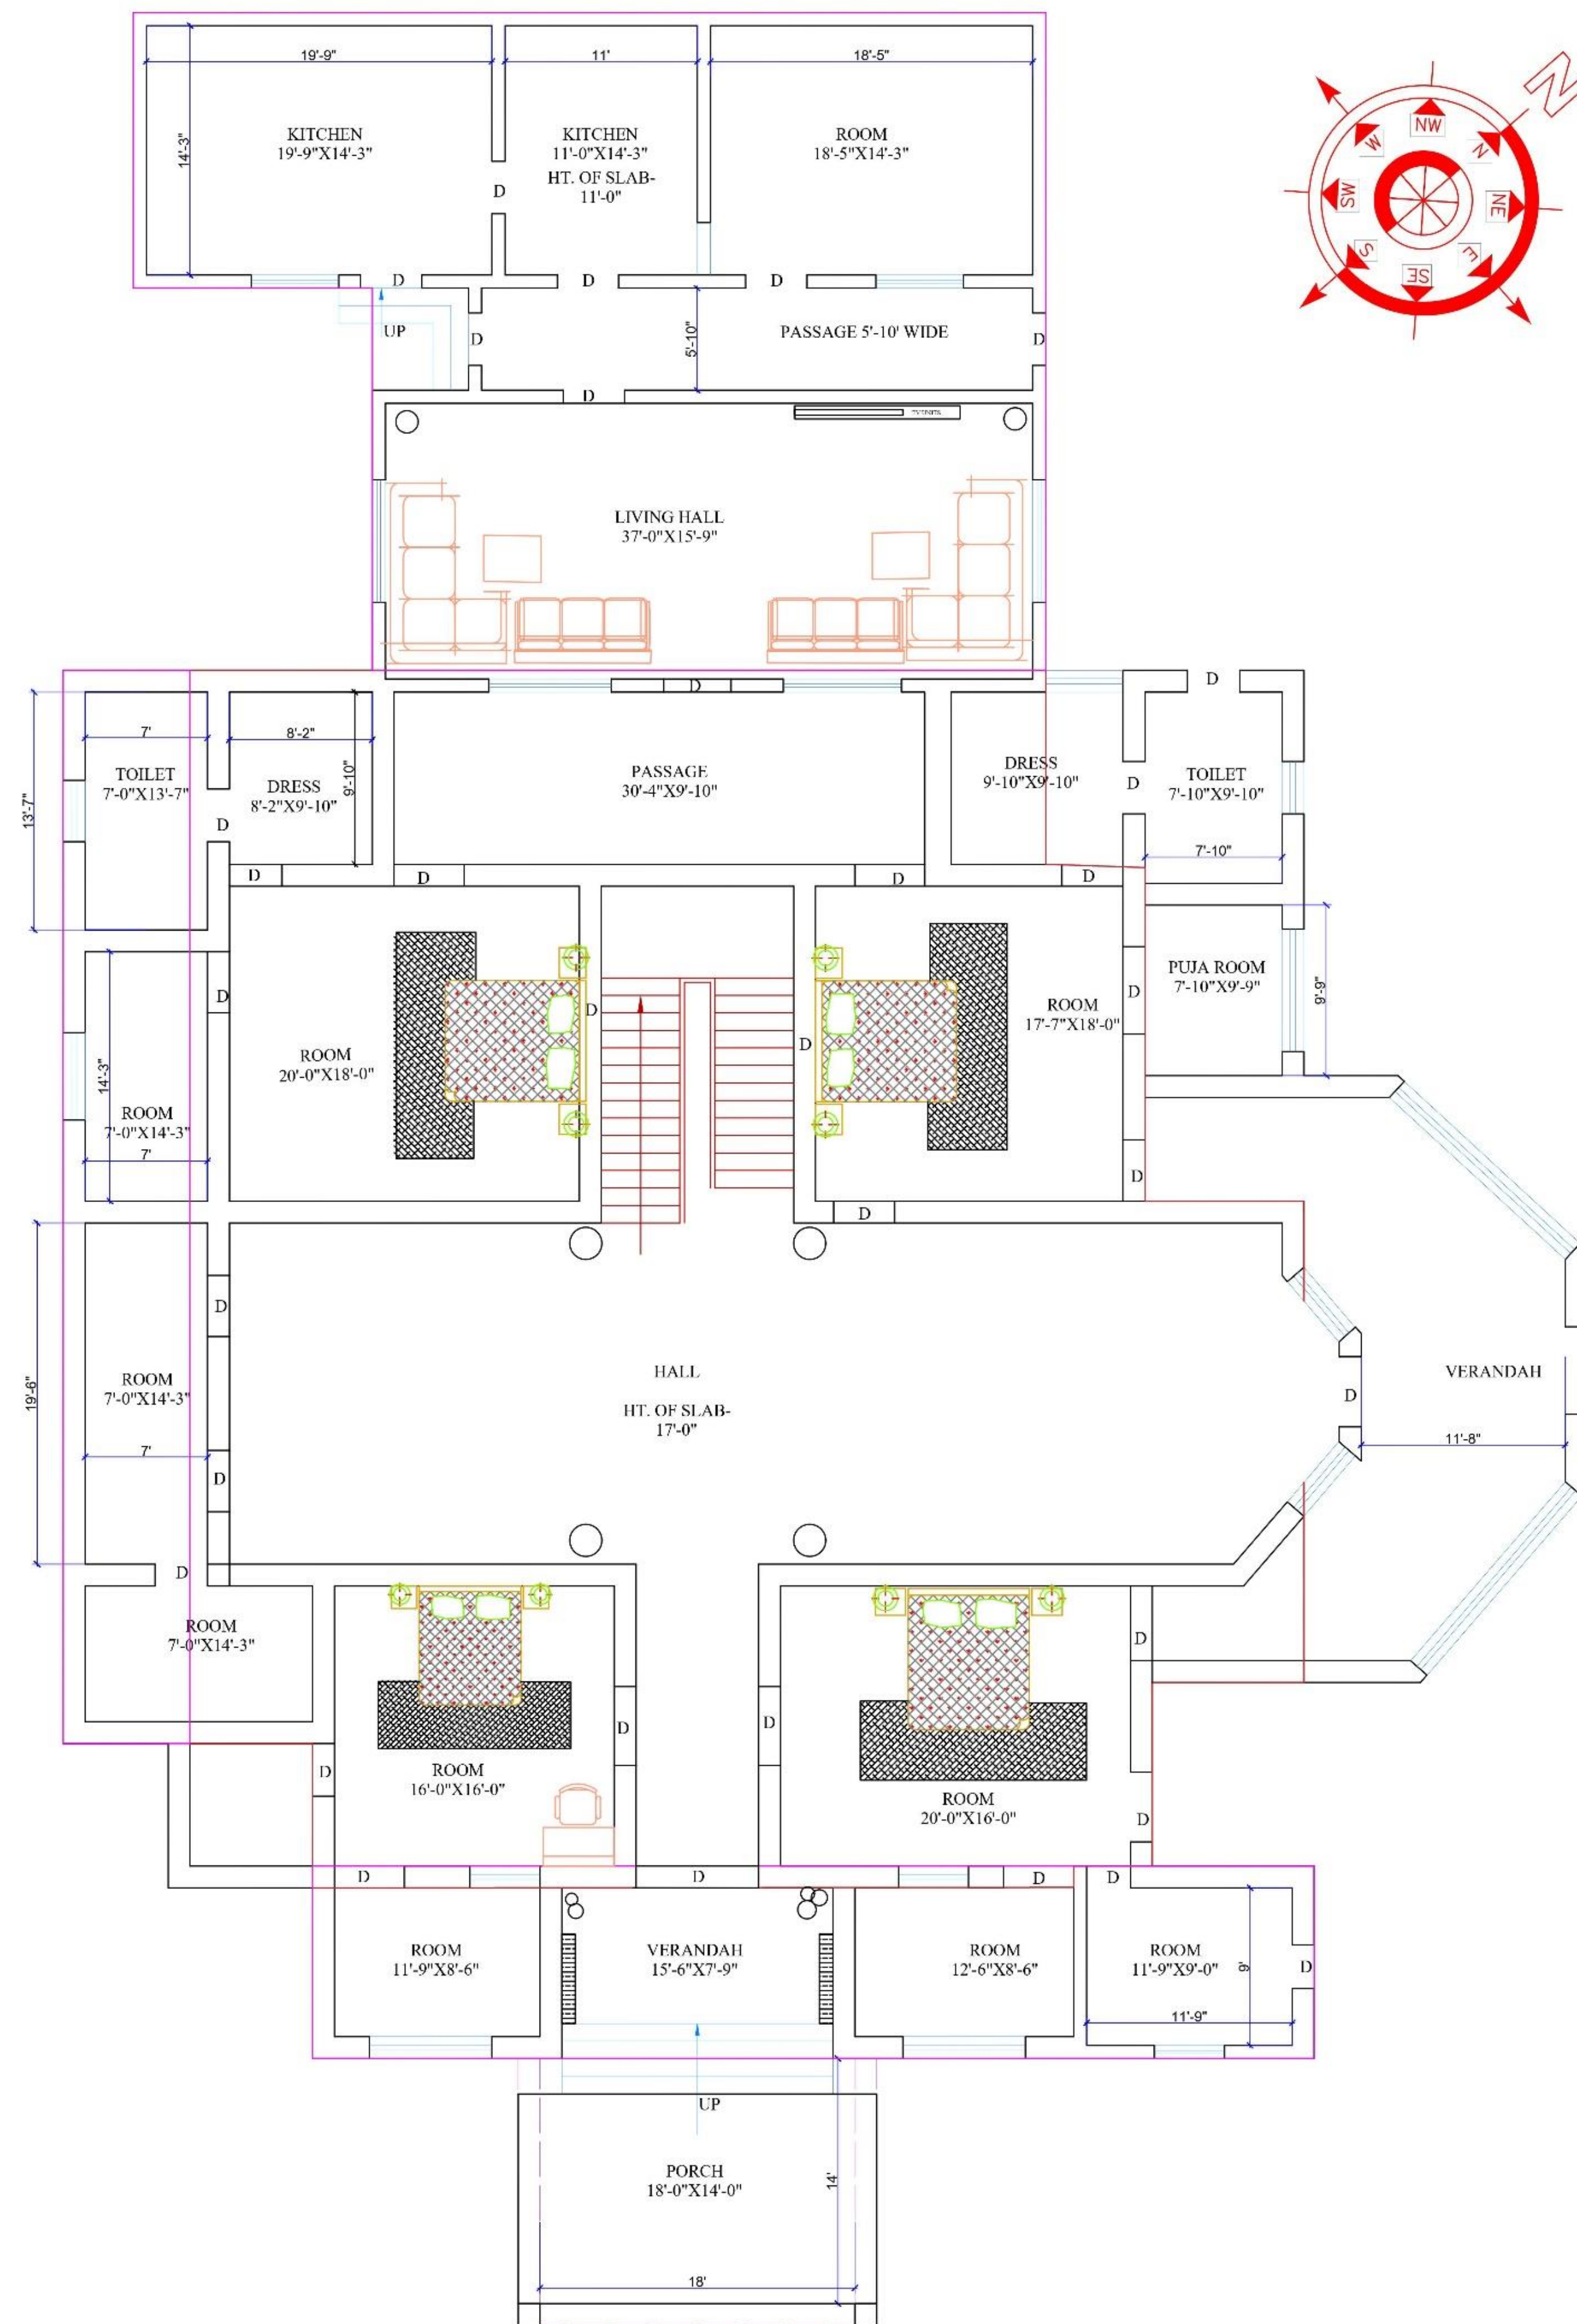 19'-9"
11'
18'-5"
N
14'-3"
KITCHEN
19'-9"X14'-3"
KITCHEN
11'-0"X14'-3"
HT. OF SLAB-
11'-0"
ROOM
18'-5"X14'-3"
NW
N
NE
E
SE
S
SW
W
D
D
D
D
UP
D
5'-10"
PASSAGE 5'-10' WIDE
D
D
LIVING HALL
37'-0"X15'-9"
D
D
7'
8'-2"
9'-10"
13'-7"
TOILET
7'-0"X13'-7"
DRESS
8'-2"X9'-10"
PASSAGE
30'-4"X9'-10"
DRESS
9'-10"X9'-10"
D
TOILET
7'-10"X9'-10"
D
7'-10"
D
D
D
D
PUJA ROOM
7'-10"X9'-9"
9'-9"
D
D
D
D
ROOM
17'-7"X18'-0"
ROOM
20'-0"X18'-0"
14'-3"
ROOM
7'-0"X14'-3"
7'
D
D
D
19'-6"
ROOM
7'-0"X14'-3"
7'
D
HALL
HT. OF SLAB-
17'-0"
D
VERANDAH
11'-8"
D
ROOM
7'-0"X14'-3"
D
D
D
D
ROOM
16'-0"X16'-0"
ROOM
20'-0"X16'-0"
D
D
D
D
D
ROOM
11'-9"X8'-6"
VERANDAH
15'-6"X7'-9"
ROOM
12'-6"X8'-6"
ROOM
11'-9"X9'-0"
9'
D
11'-9"
UP
PORCH
18'-0"X14'-0"
14'
18'